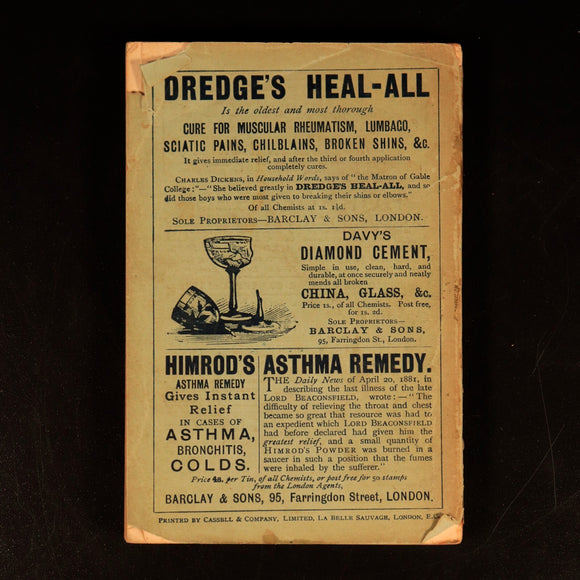 DREDGE'S HEAL-ALL
Is the oldest and most thorough
CURE FOR MUSCULAR RHEUMATISM, LUMBAGO,
SCIATIC PAINS, CHILBLAINS, BROKEN SHINS, &c.
It gives immediate relief, and after the third or fourth application
completely cures.
CHARLES DICKENS, in Household Words, says of "the Matron of Gable
College:"—"She believed greatly in DREDGE'S HEAL-ALL, and so
did those boys who were most given to breaking their shins or elbows."
Of all Chemists at 1s. 1½d.
SOLE PROPRIETORS—BARCLAY & SONS, LONDON.
DAVY'S
DIAMOND CEMENT,
Simple in use, clean, hard, and
durable, at once securely and neatly
mends all broken
CHINA, GLASS, &c.
Price 1s., of all Chemists. Post free,
for 1s. 2d.
SOLE PROPRIETORS—
BARCLAY & SONS,
95, Farringdon St., London.
HIMROD'S
ASTHMA REMEDY
Gives Instant
Relief
IN CASES OF
ASTHMA,
BRONCHITIS,
COLDS.
ASTHMA REMEDY.
THE Daily News of April 20, 1881, in
describing the last illness of the late
LORD BEACONSFIELD, wrote:—"The
difficulty of relieving the throat and chest
became so great that resource was had to
an expedient which LORD BEACONSFIELD
had before declared had given him the
greatest relief, and a small quantity of
HIMROD'S POWDER was burned in a
saucer in such a position that the fumes
were inhaled by the sufferer."
Price 4s. per Tin, of all Chemists, or post free for 50 stamps
from the London Agents,
BARCLAY & SONS, 95, Farringdon Street, LONDON.
PRINTED BY CASSELL & COMPANY, LIMITED, LA BELLE SAUVAGE, LONDON, E.C.